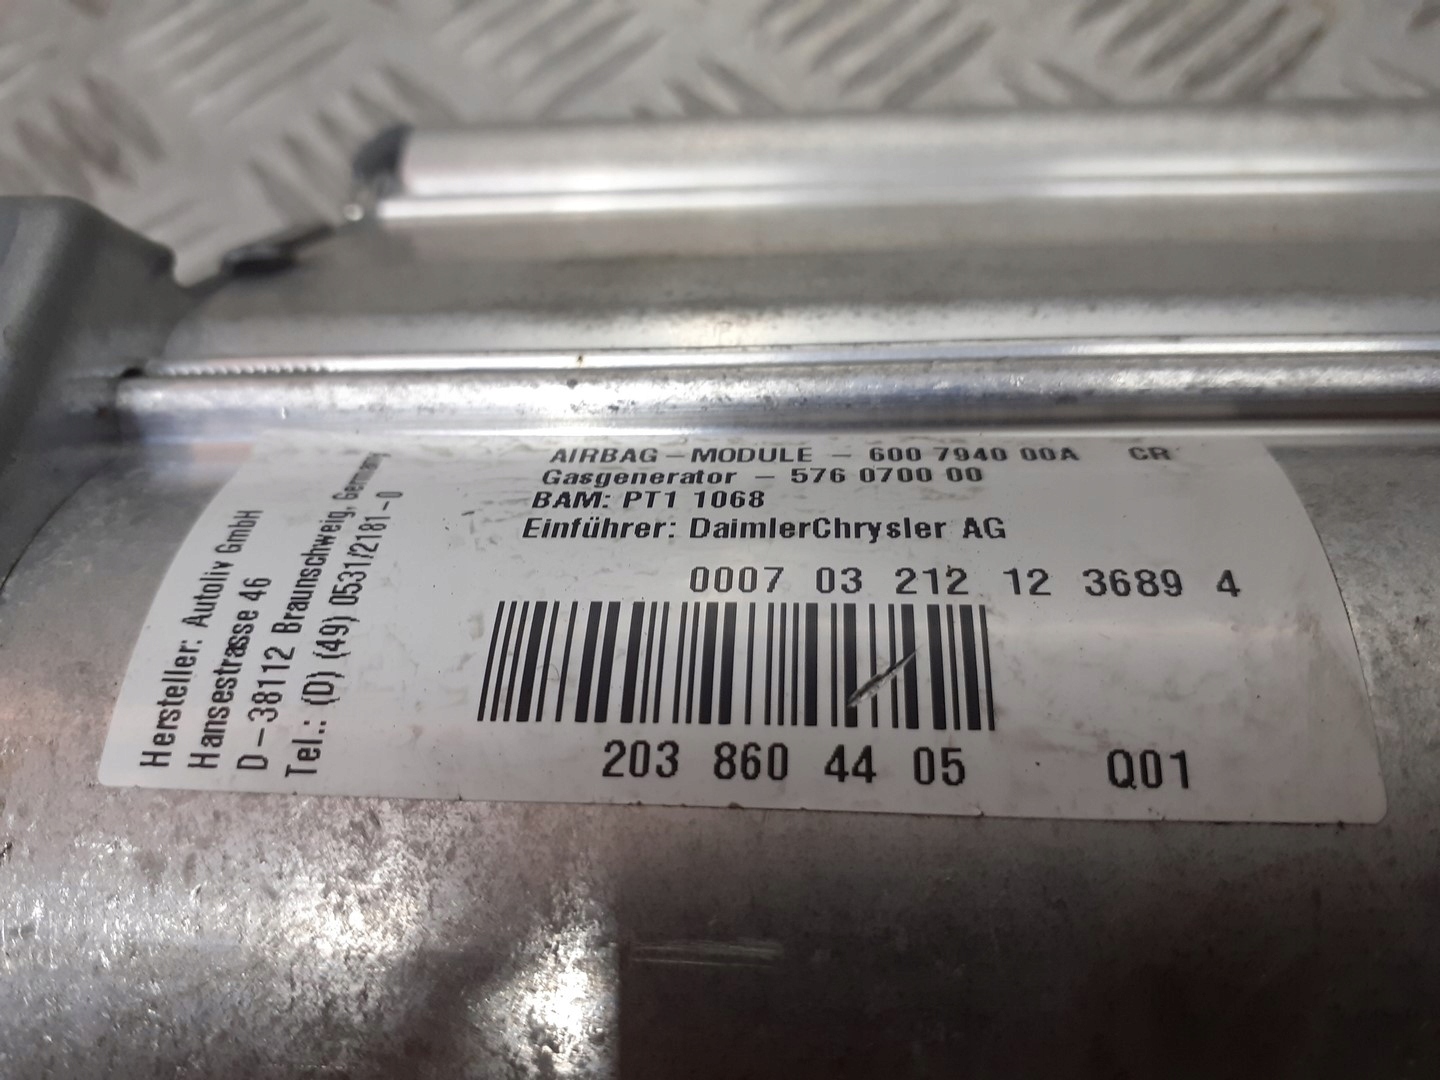 AIRBAG - MODULE - 600 7940 00A CR
Gasgenerator - 576 0700 00
BAM: PT1 1068
Einführer: DaimlerChrysler AG
0007 03 212 12 3689 4
203 860 44 05 Q01
Hersteller: Autoliv GmbH
Hansestrasse 46
D-38112 Braunschweig, Germany
Tel.: (D) (49) 0531/2181-0